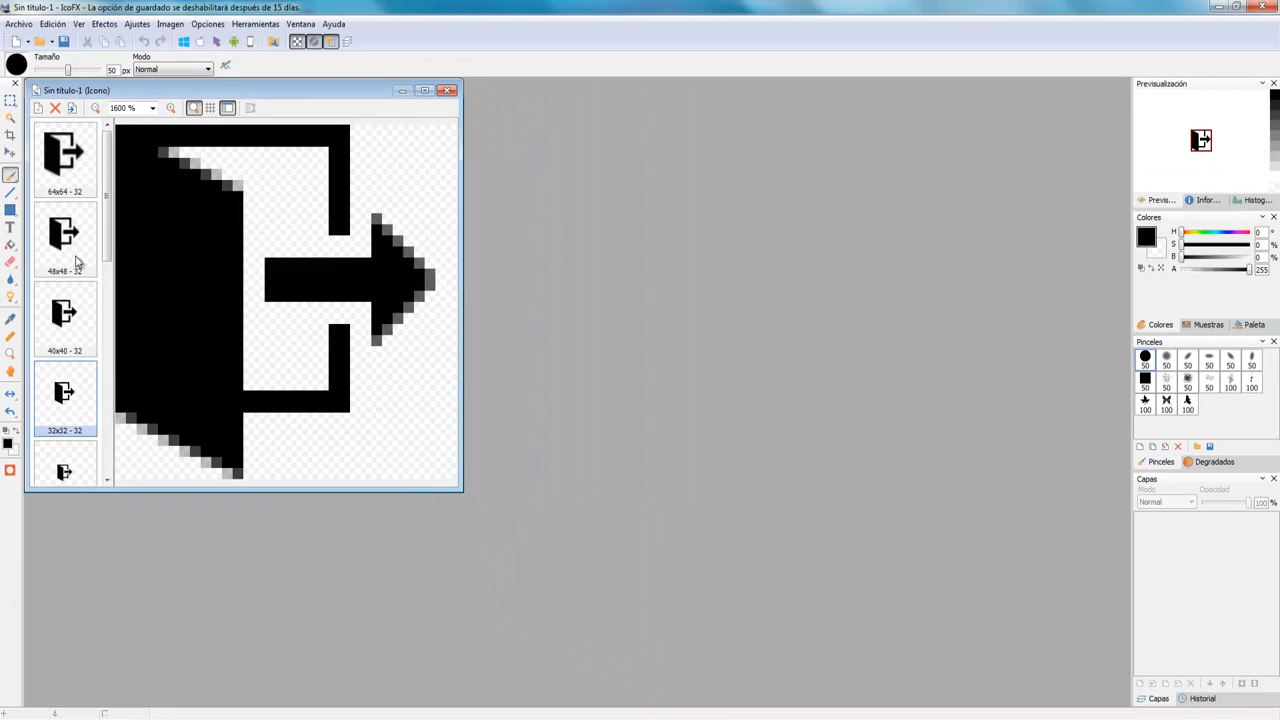 Sin título-1 - IcoFX - La opción de guardado se deshabilitará después de 15 días.
Archivo Edición Ver Efectos Ajustes Imagen Opciones Herramientas Ventana Ayuda
Tamaño Modo
50 px Normal
Sin título-1 (Icono)
1600 %
64x64 - 32
48x48 - 32
40x40 - 32
32x32 - 32
Previsualización
Previs... Infor... Histog...
Colores
H 0 °
S 0 %
B 0 %
A 255
Colores Muestras Paleta
Pinceles
50 50 50 50 50 50
50 50 50 50 100 100
100 100 100
Pinceles Degradados
Capas
Modo Opacidad
Normal 100 %
Capas Historial